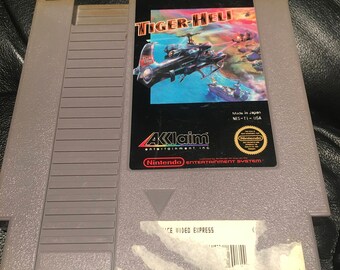 TIGER-HELI
Made in Japan
NES-TI-USA
AKKlaim
entertainment inc
Nintendo ENTERTAINMENT SYSTEM
VIDEO EXPRESS